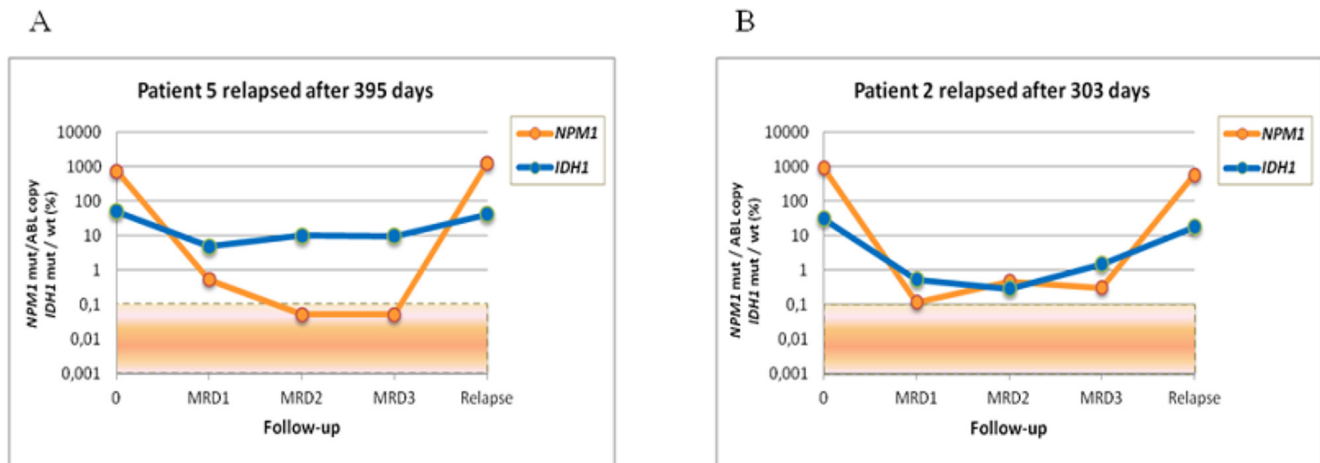 A
Patient 5 relapsed after 395 days
NPM1 mut/ABL copy
IDH1 mut / wt (%)
10000
1000
100
10
1
0,1
0,01
0,001
0 MRD1 MRD2 MRD3 Relapse
Follow-up
NPM1
IDH1
B
Patient 2 relapsed after 303 days
NPM1 mut / ABL copy
IDH1 mut / wt (%)
10000
1000
100
10
1
0,1
0,01
0,001
0 MRD1 MRD2 MRD3 Relapse
Follow-up
NPM1
IDH1